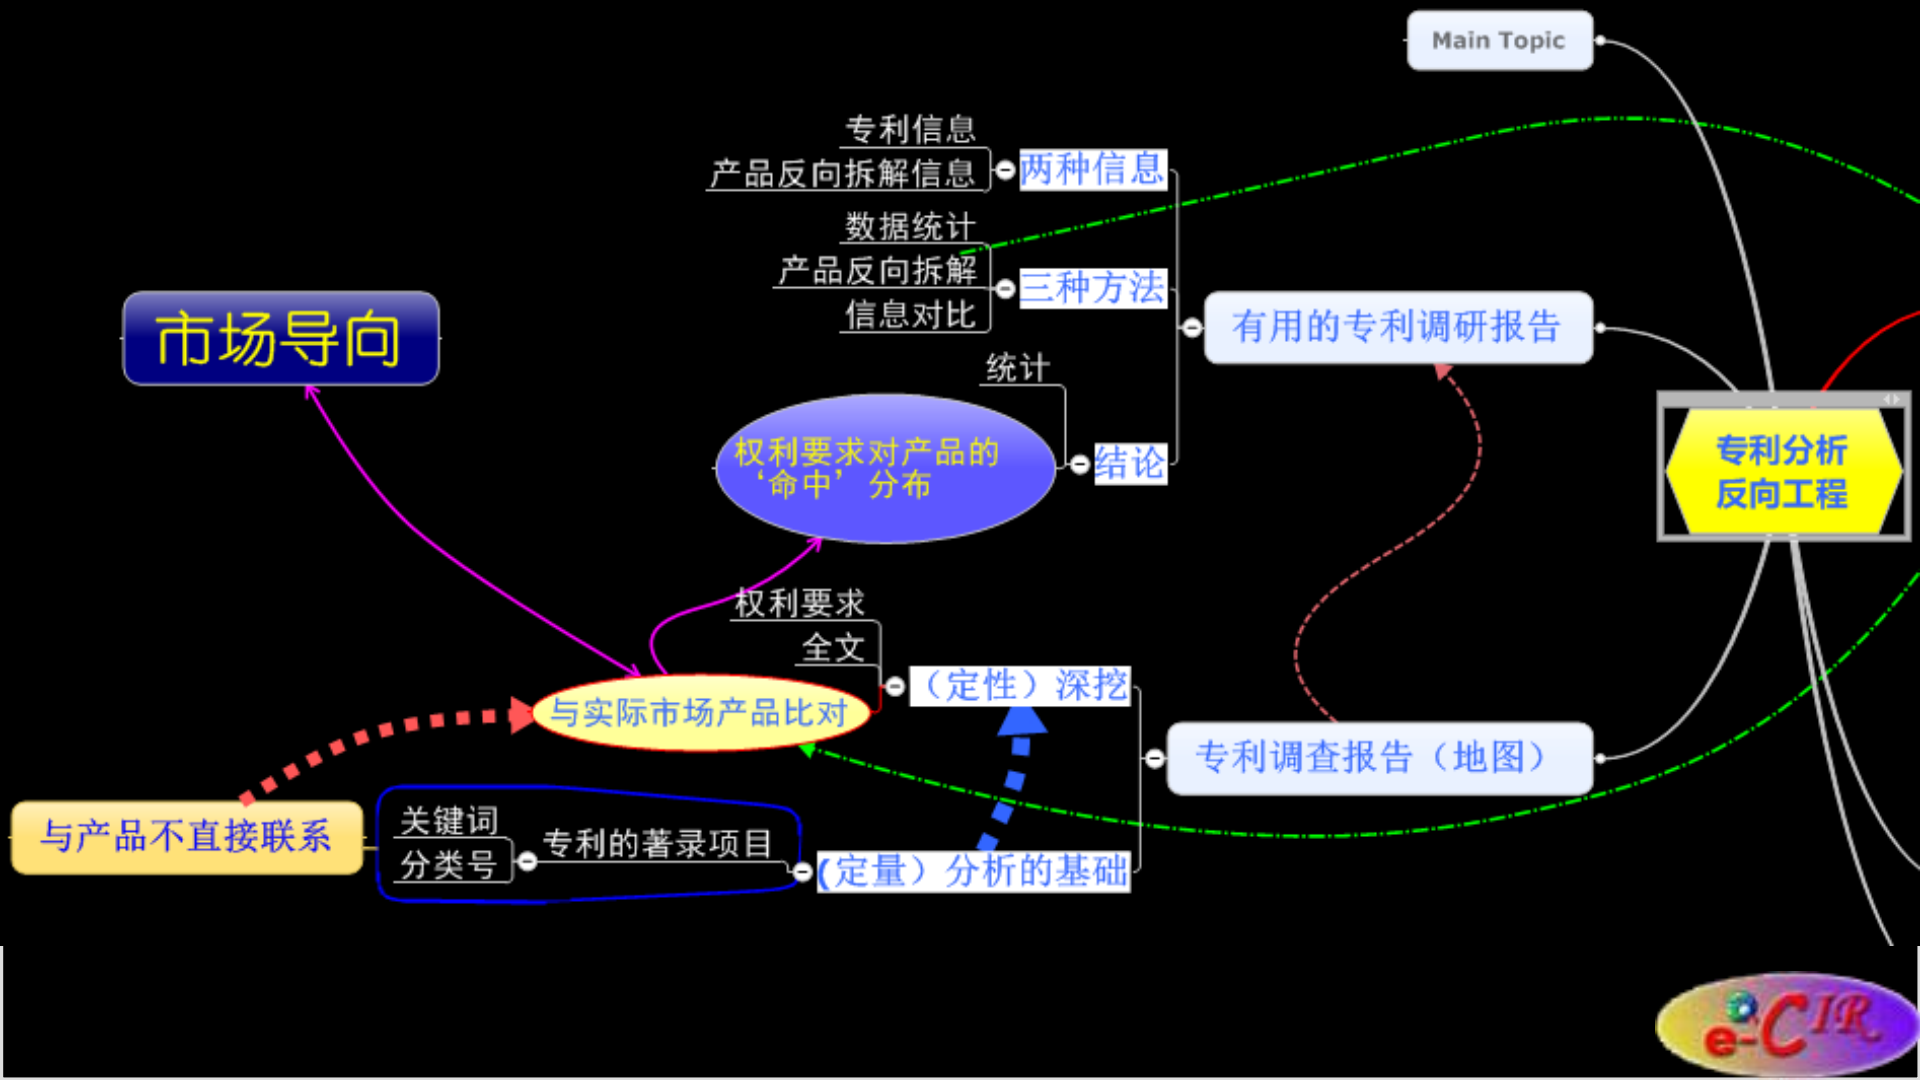 Main Topic
专利信息
产品反向拆解信息
两种信息
数据统计
产品反向拆解
信息对比
三种方法
市场导向
有用的专利调研报告
统计
权利要求对产品的
‘命中’ 分布
结论
专利分析
反向工程
权利要求
全文
与实际市场产品比对
（定性）深挖
专利调查报告（地图）
与产品不直接联系
关键词
分类号
专利的著录项目
(定量）分析的基础
e-CIR